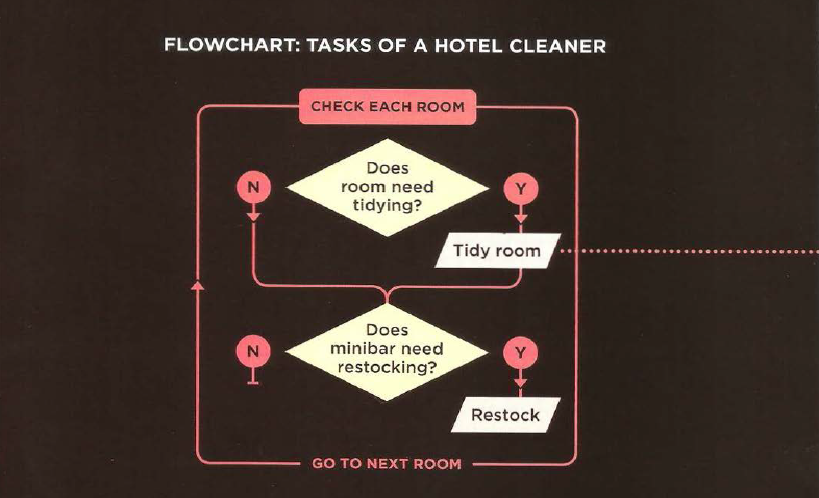 FLOWCHART: TASKS OF A HOTEL CLEANER
CHECK EACH ROOM
Does
room need
tidying?
N
Y
Tidy room
Does
minibar need
restocking?
N
Y
Restock
GO TO NEXT ROOM